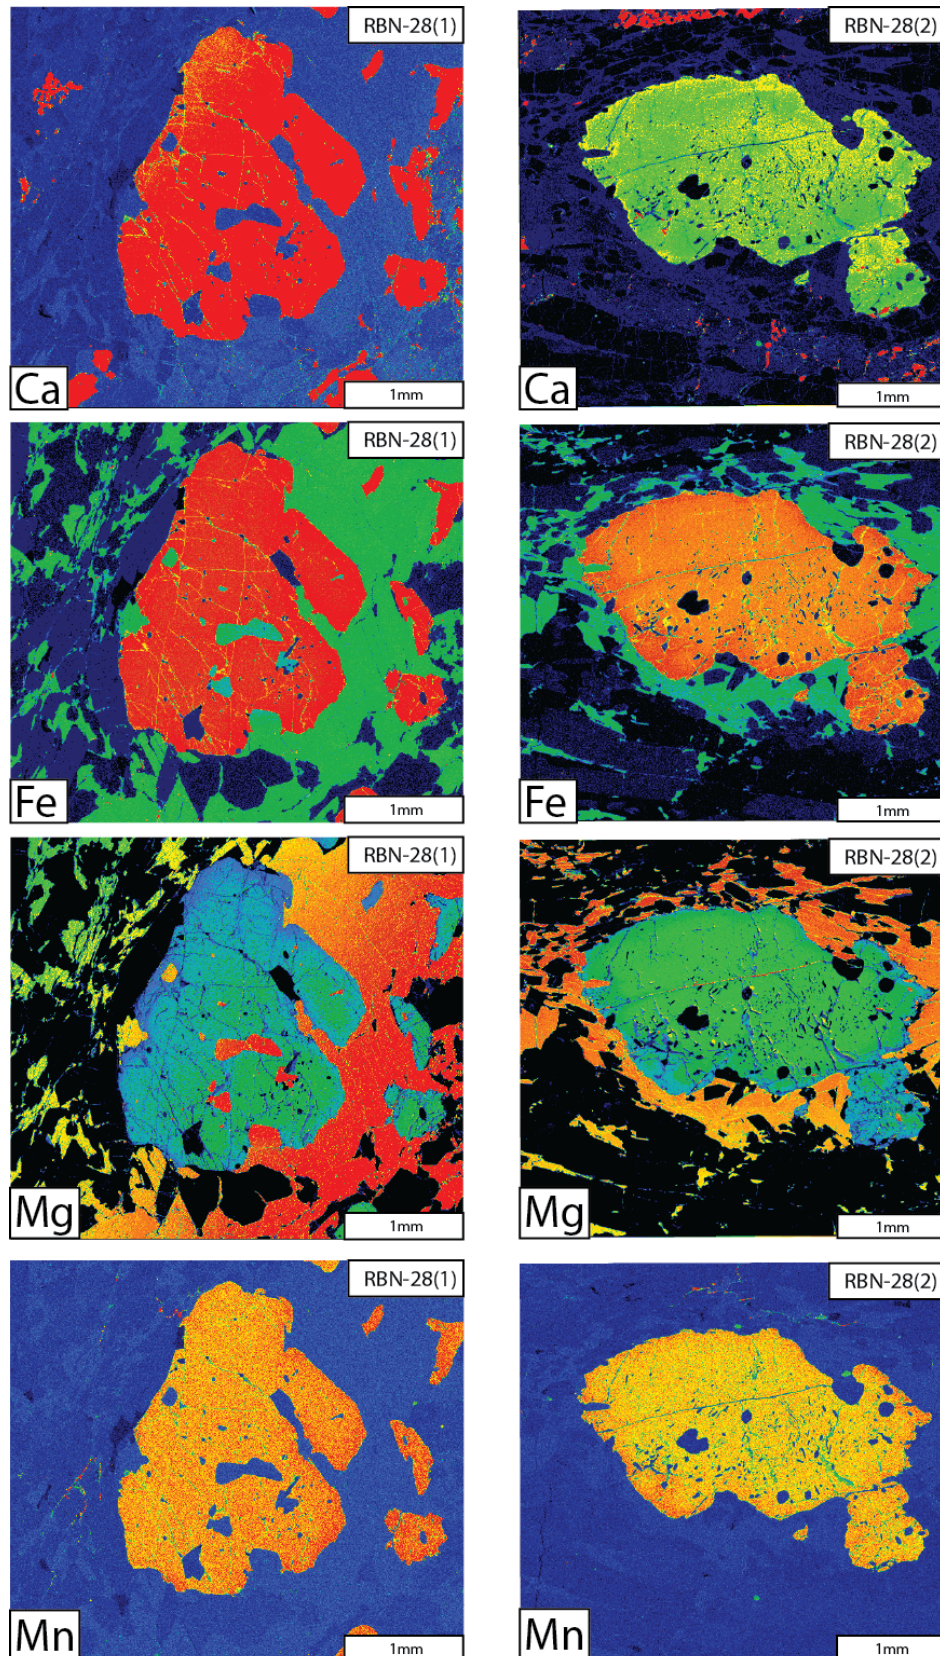 RBN-28(1)
RBN-28(2)
Ca
1mm
Ca
1mm
RBN-28(1)
RBN-28(2)
Fe
1mm
Fe
1mm
RBN-28(1)
RBN-28(2)
Mg
1mm
Mg
1mm
RBN-28(1)
RBN-28(2)
Mn
1mm
Mn
1mm